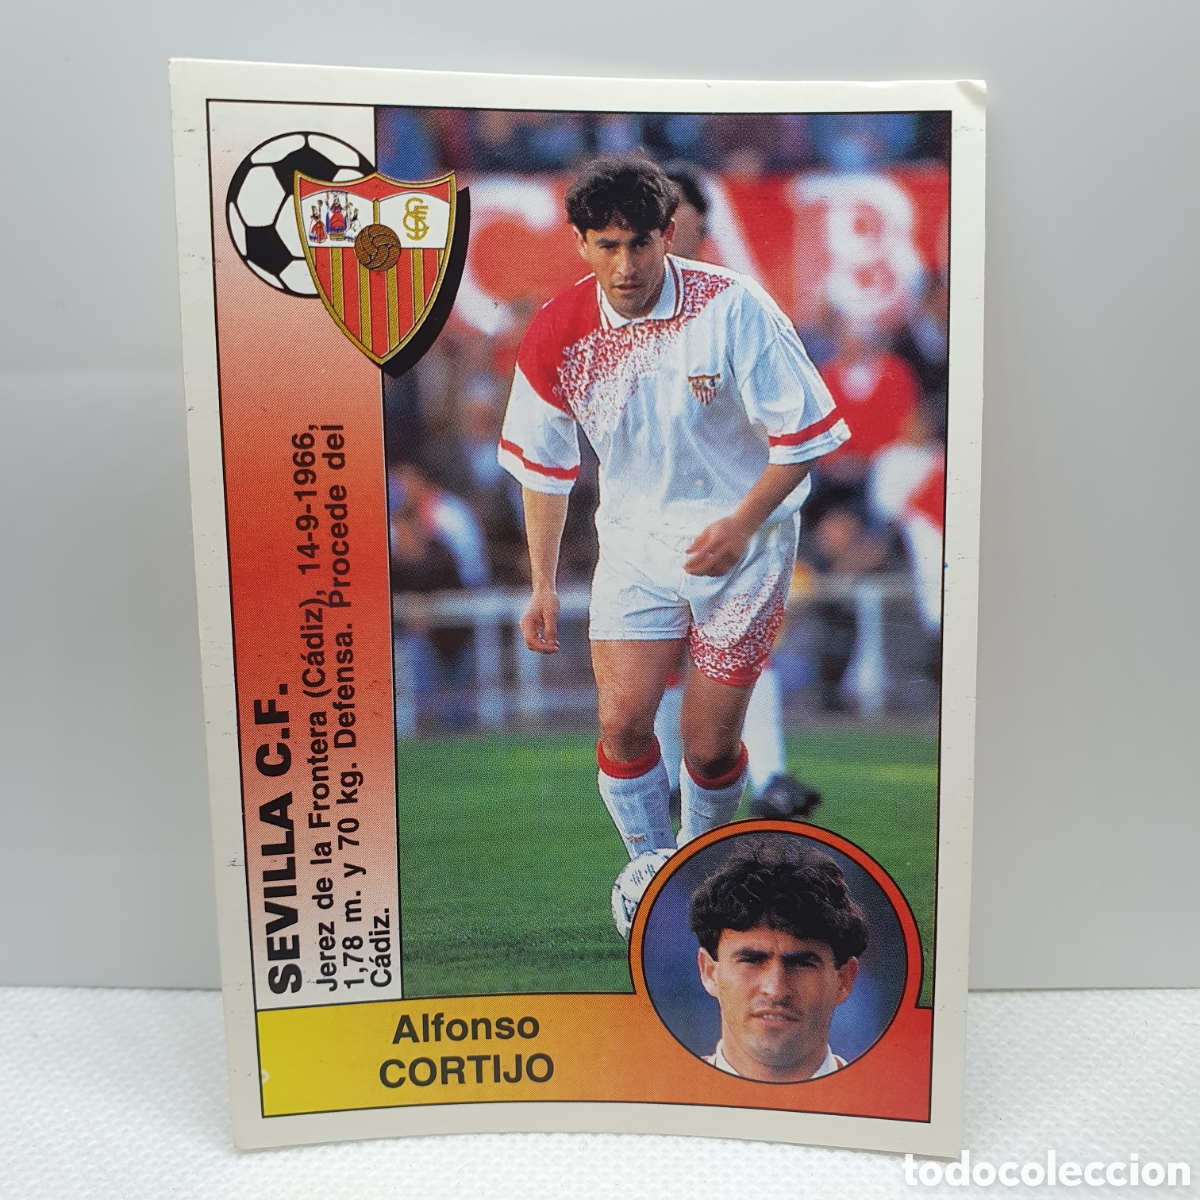 SEVILLA C.F.
Jerez de la Frontera (Cádiz), 14-9-1966,
1,78 m. y 70 kg. Defensa. Procede del
Cádiz.
CAB
Alfonso
CORTIJO
todocoleccion